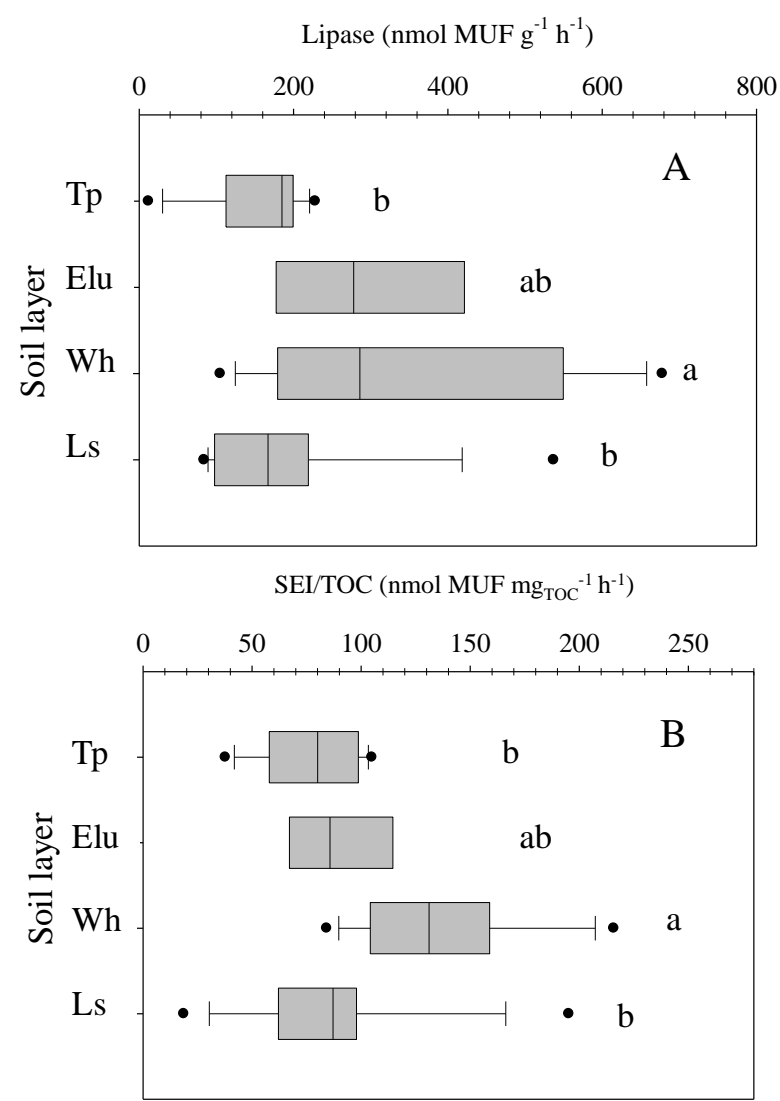 Lipase (nmol MUF g⁻¹ h⁻¹)
0 200 400 600 800
A
Tp b
Elu ab
Wh a
Ls b
Soil layer
SEI/TOC (nmol MUF mg_TOC⁻¹ h⁻¹)
0 50 100 150 200 250
B
Tp b
Elu ab
Wh a
Ls b
Soil layer